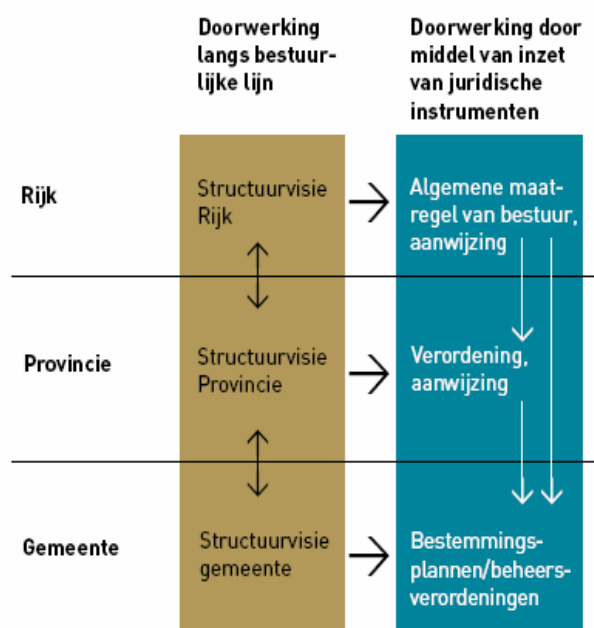 Doorwerking
langs bestuur-
lijke lijn
Doorwerking door
middel van inzet
van juridische
instrumenten
Rijk
Structuurvisie
Rijk
Algemene maat-
regel van bestuur,
aanwijzing
Provincie
Structuurvisie
Provincie
Verordening,
aanwijzing
Gemeente
Structuurvisie
gemeente
Bestemmings-
plannen/beheers-
verordeningen